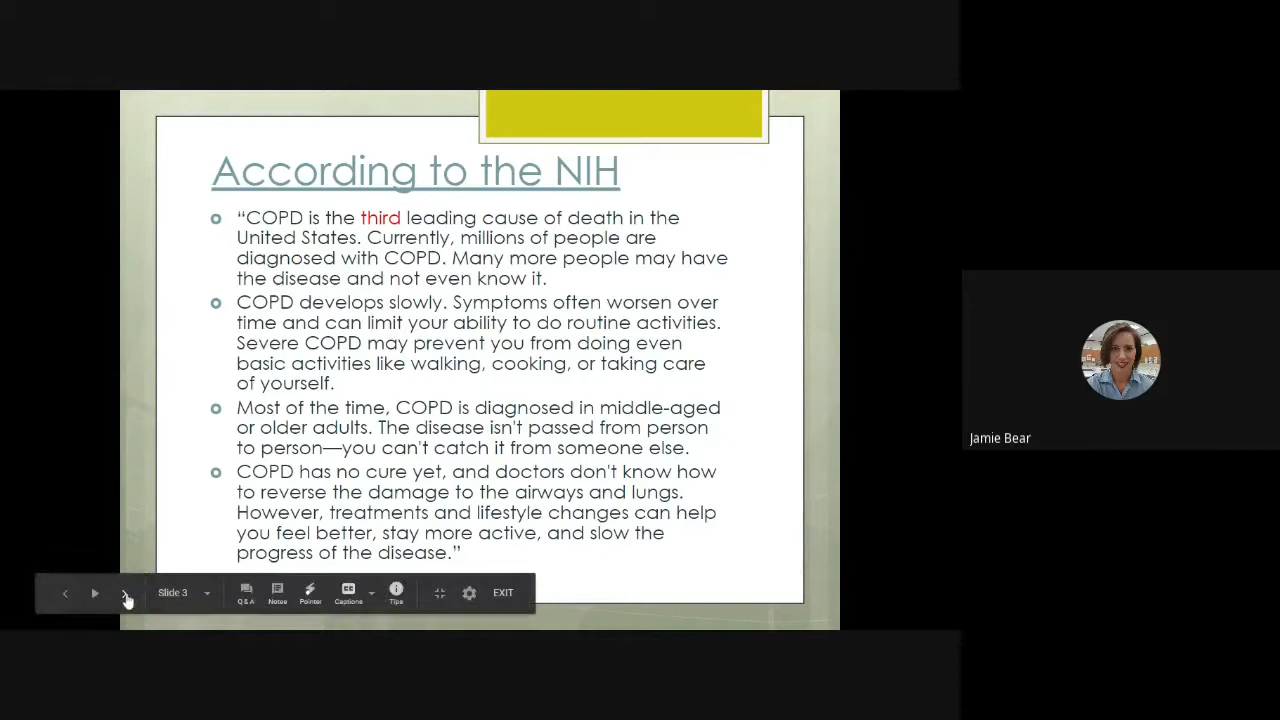 According to the NIH
“COPD is the third leading cause of death in the
United States. Currently, millions of people are
diagnosed with COPD. Many more people may have
the disease and not even know it.
COPD develops slowly. Symptoms often worsen over
time and can limit your ability to do routine activities.
Severe COPD may prevent you from doing even
basic activities like walking, cooking, or taking care
of yourself.
Most of the time, COPD is diagnosed in middle-aged
or older adults. The disease isn't passed from person
to person—you can't catch it from someone else.
COPD has no cure yet, and doctors don't know how
to reverse the damage to the airways and lungs.
However, treatments and lifestyle changes can help
you feel better, stay more active, and slow the
progress of the disease.”
Slide 3
Q & A
Notes
Pointer
CC
Captions
Tips
EXIT
Jamie Bear